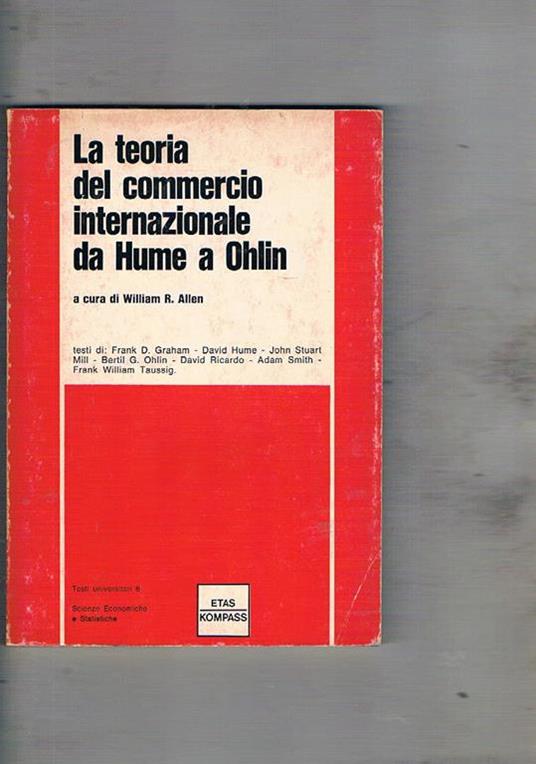 La teoria
del commercio
internazionale
da Hume a Ohlin
a cura di William R. Allen
testi di: Frank D. Graham - David Hume - John Stuart
Mill - Bertil G. Ohlin - David Ricardo - Adam Smith -
Frank William Taussig.
Testi universitari 6
Scienze Economiche
e Statistiche
ETAS
KOMPASS